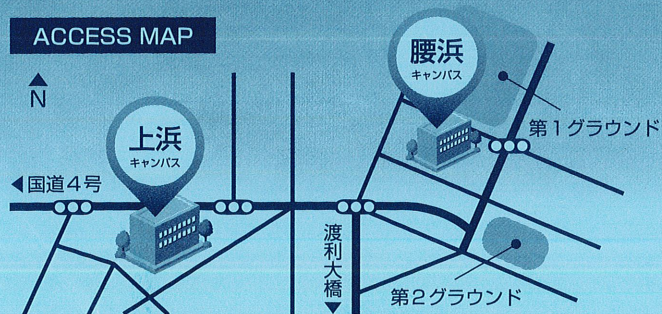 ACCESS MAP
N
腰浜
キャンパス
第1グラウンド
上浜
キャンパス
国道4号
渡利大橋
第2グラウンド